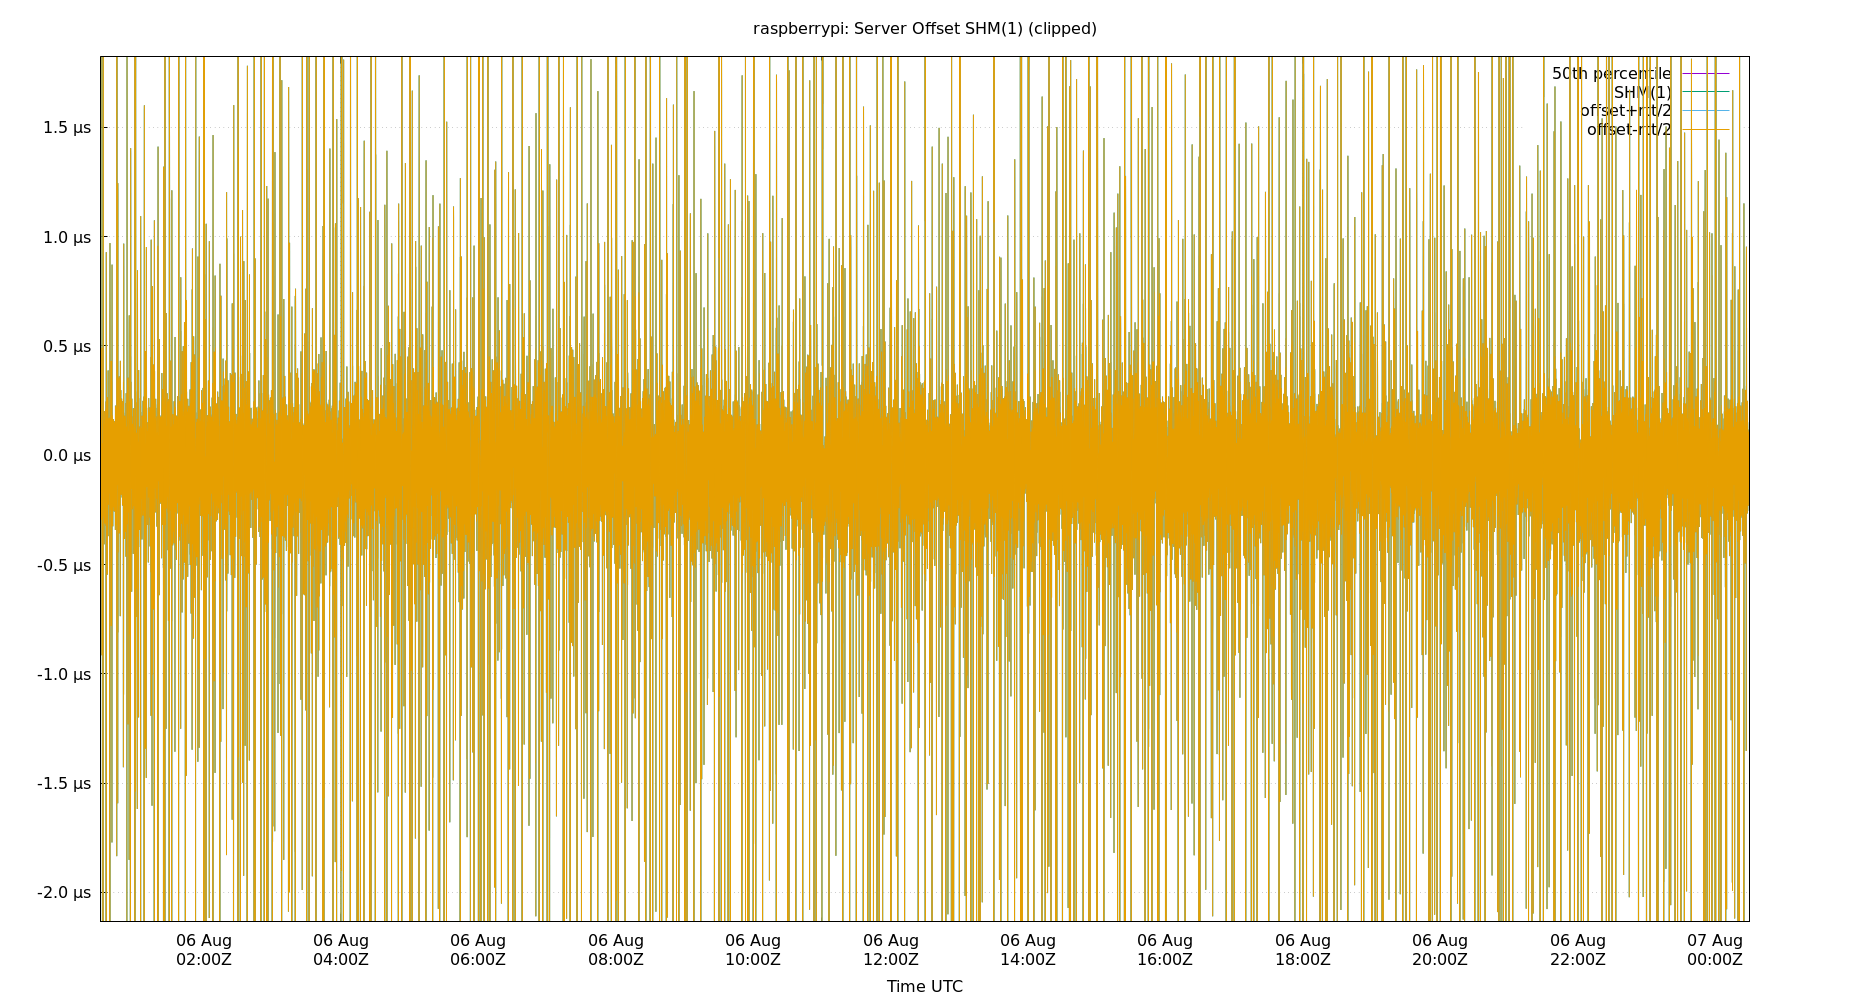 raspberrypi: Server Offset SHM(1) (clipped)
50th percentile
SHM(1)
offset+rtt/2
offset-rtt/2
1.5 µs
1.0 µs
0.5 µs
0.0 µs
-0.5 µs
-1.0 µs
-1.5 µs
-2.0 µs
06 Aug 06 Aug 06 Aug 06 Aug 06 Aug 06 Aug 06 Aug 06 Aug 06 Aug 06 Aug 06 Aug 07 Aug
02:00Z 04:00Z 06:00Z 08:00Z 10:00Z 12:00Z 14:00Z 16:00Z 18:00Z 20:00Z 22:00Z 00:00Z
Time UTC